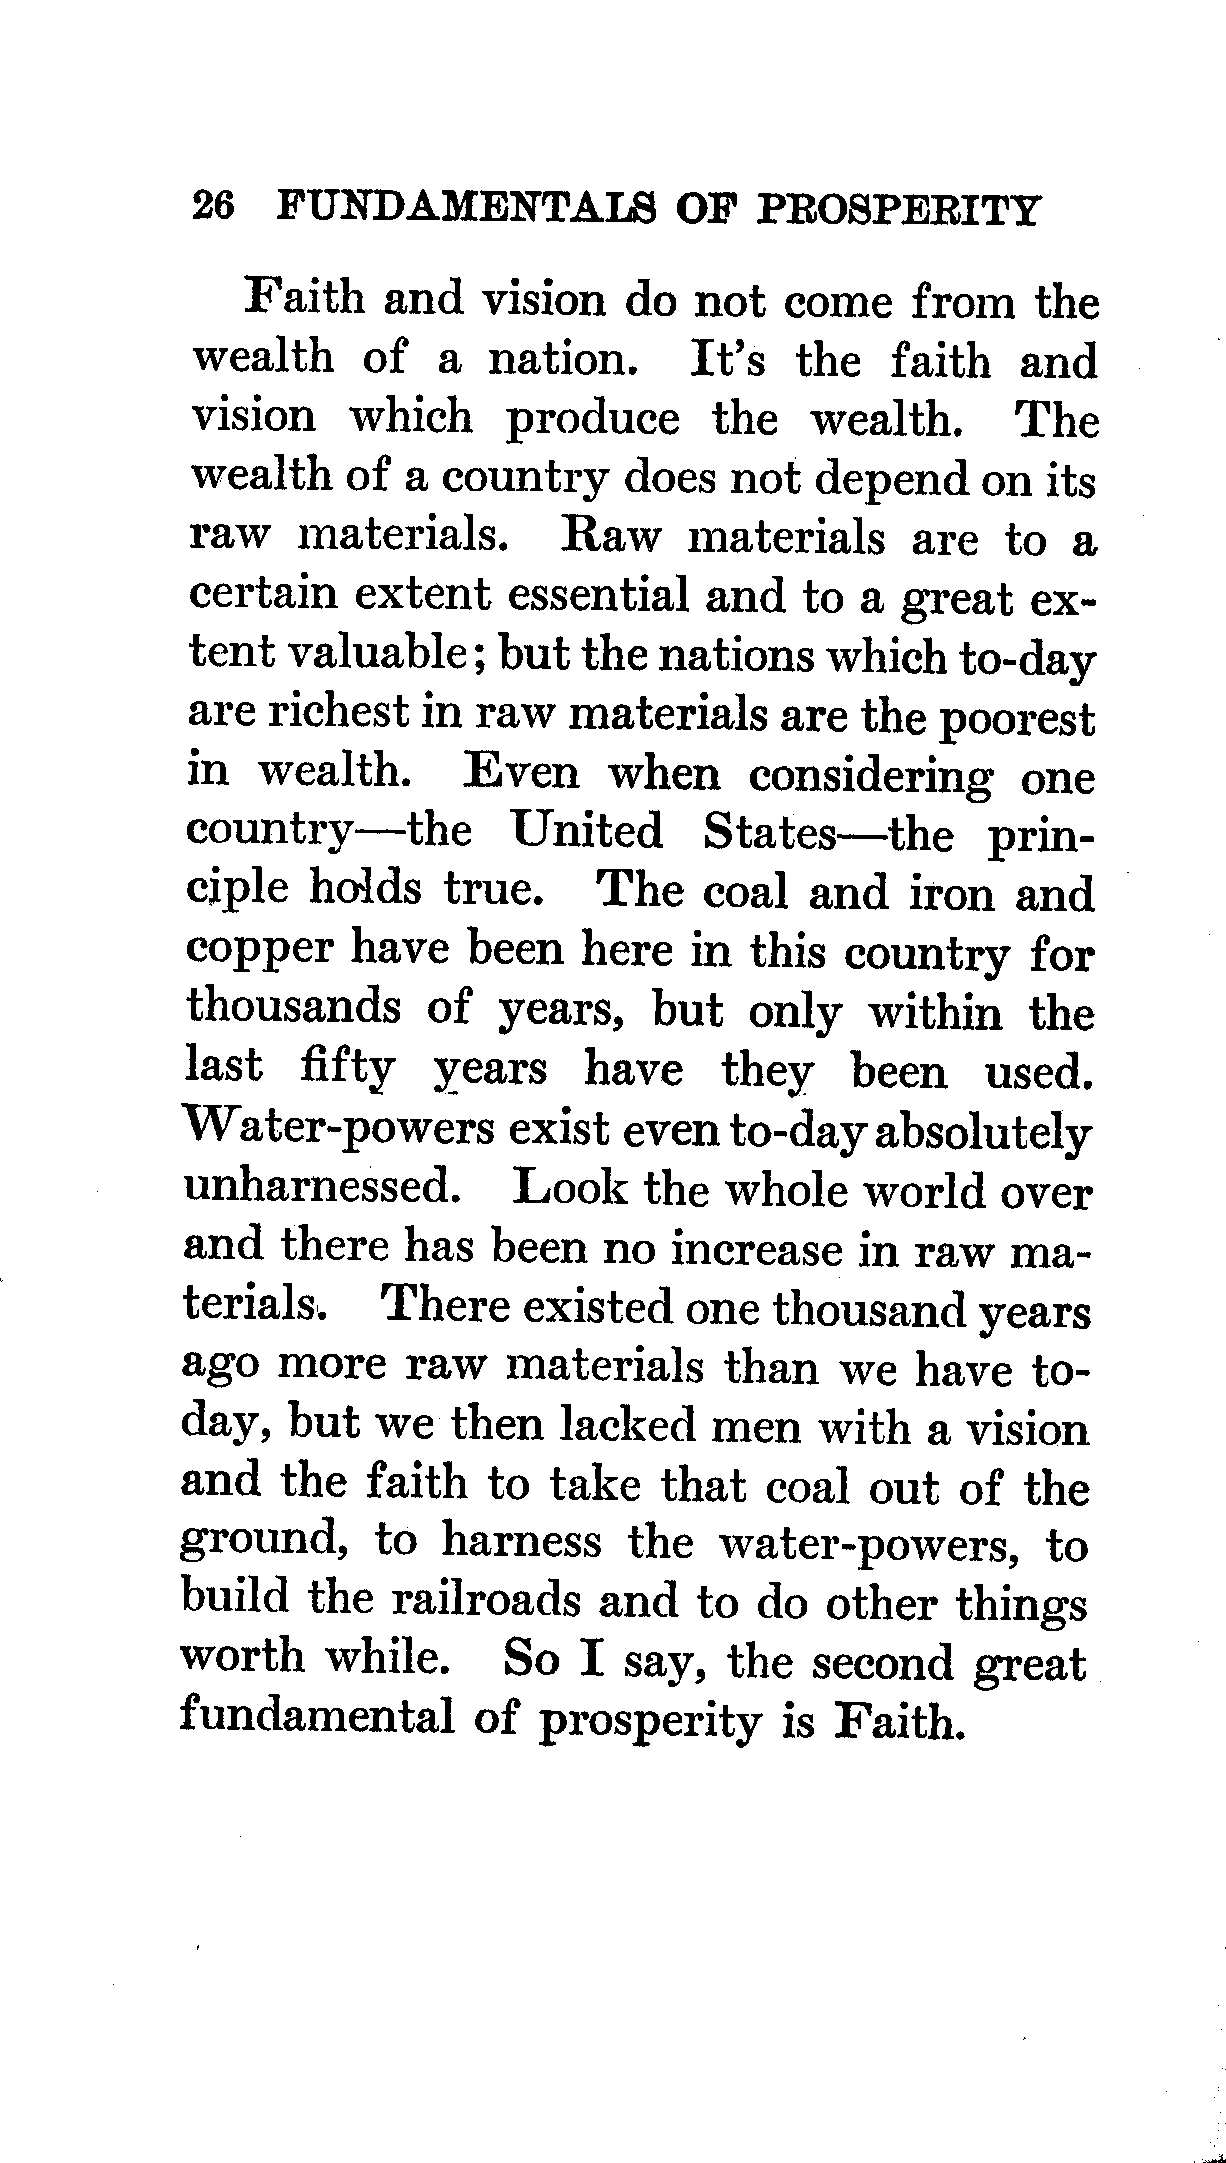 26 FUNDAMENTALS OF PROSPERITY
Faith and vision do not come from the
wealth of a nation. It's the faith and
vision which produce the wealth. The
wealth of a country does not depend on its
raw materials. Raw materials are to a
certain extent essential and to a great ex-
tent valuable; but the nations which to-day
are richest in raw materials are the poorest
in wealth. Even when considering one
country—the United States—the prin-
ciple holds true. The coal and iron and
copper have been here in this country for
thousands of years, but only within the
last fifty years have they been used.
Water-powers exist even to-day absolutely
unharnessed. Look the whole world over
and there has been no increase in raw ma-
terials. There existed one thousand years
ago more raw materials than we have to-
day, but we then lacked men with a vision
and the faith to take that coal out of the
ground, to harness the water-powers, to
build the railroads and to do other things
worth while. So I say, the second great
fundamental of prosperity is Faith.